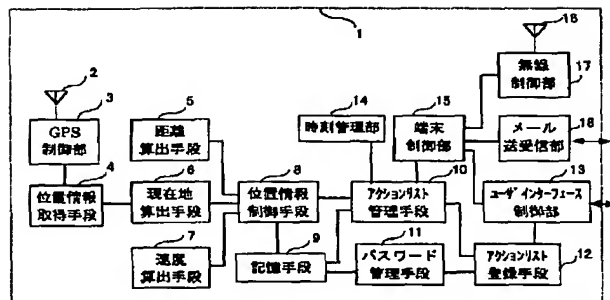 1
2
3
GPS
制御部
4
位置情報
取得手段
5
距離
算出手段
6
現在地
算出手段
7
速度
算出手段
8
位置情報
制御手段
9
記憶手段
14
時刻管理部
15
端末
制御部
10
アクションリスト
管理手段
11
パスワード
管理手段
16
無線
制御部
17
メール
送受信部
18
13
ユーザインターフェース
制御部
アクションリスト
登録手段
12